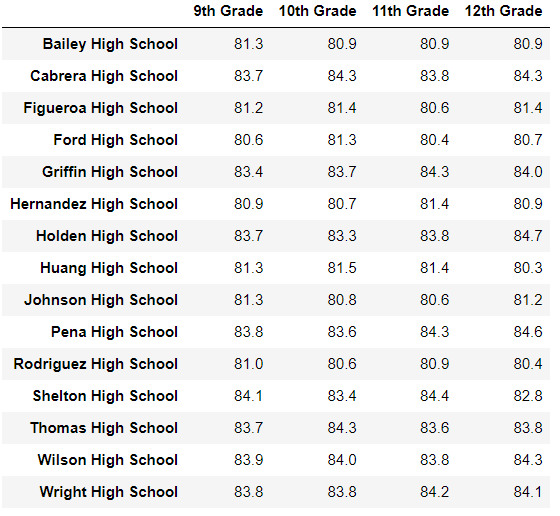 9th Grade 10th Grade 11th Grade 12th Grade
Bailey High School 81.3 80.9 80.9 80.9
Cabrera High School 83.7 84.3 83.8 84.3
Figueroa High School 81.2 81.4 80.6 81.4
Ford High School 80.6 81.3 80.4 80.7
Griffin High School 83.4 83.7 84.3 84.0
Hernandez High School 80.9 80.7 81.4 80.9
Holden High School 83.7 83.3 83.8 84.7
Huang High School 81.3 81.5 81.4 80.3
Johnson High School 81.3 80.8 80.6 81.2
Pena High School 83.8 83.6 84.3 84.6
Rodriguez High School 81.0 80.6 80.9 80.4
Shelton High School 84.1 83.4 84.4 82.8
Thomas High School 83.7 84.3 83.6 83.8
Wilson High School 83.9 84.0 83.8 84.3
Wright High School 83.8 83.8 84.2 84.1